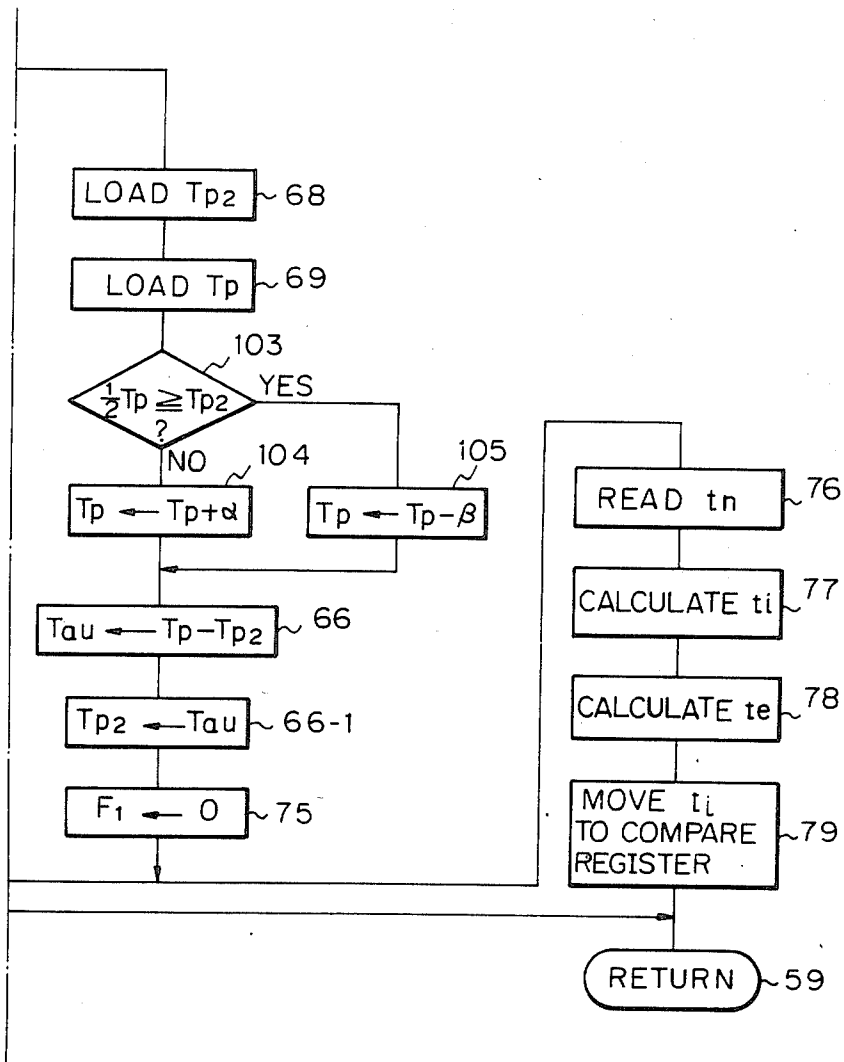 LOAD Tp2 68
LOAD Tp 69
103
½Tp ≧ Tp2 YES
?
NO 104 105
Tp ← Tp+α
Tp ← Tp-β
Tau ← Tp-Tp2 66
Tp2 ← Tau 66-1
F1 ← 0 75
READ tn 76
CALCULATE ti 77
CALCULATE te 78
MOVE ti
TO COMPARE 79
REGISTER
RETURN 59